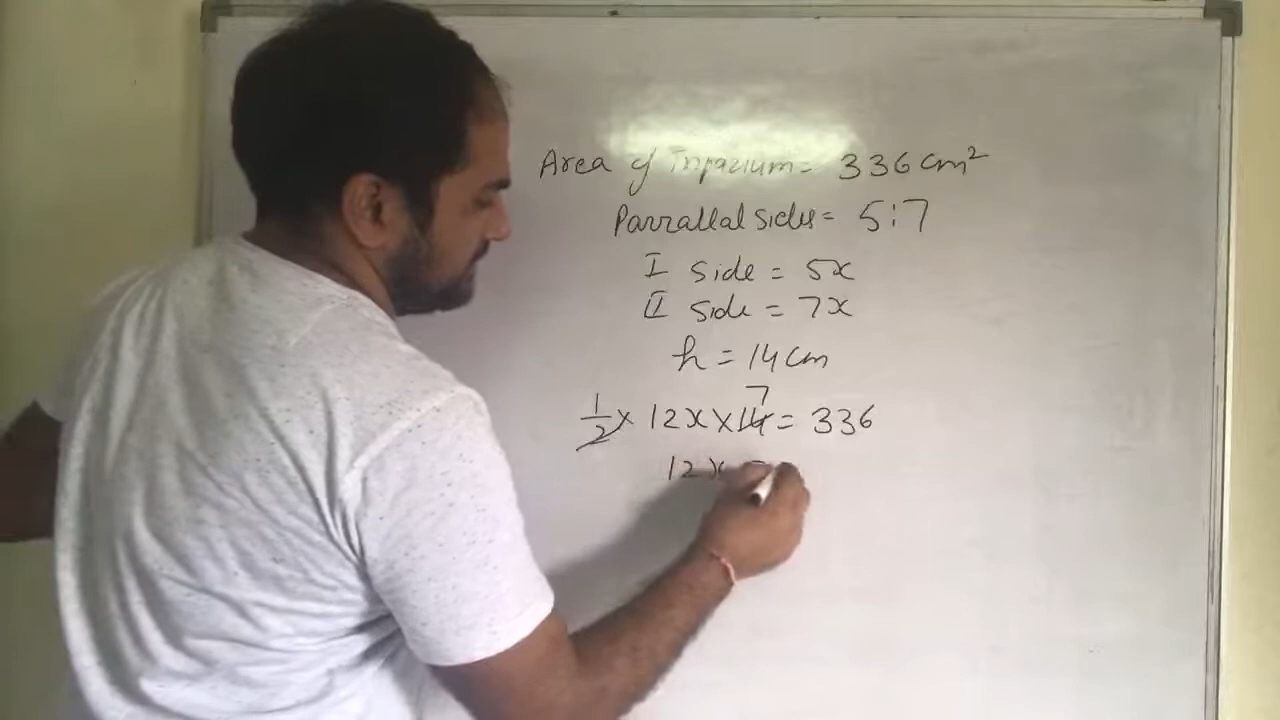 Area of Trapezium = 336 cm²
Parrallal sides = 5:7
I side = 5x
II side = 7x
h = 14 cm
7
1/2 × 12x × 14 = 336
12x =